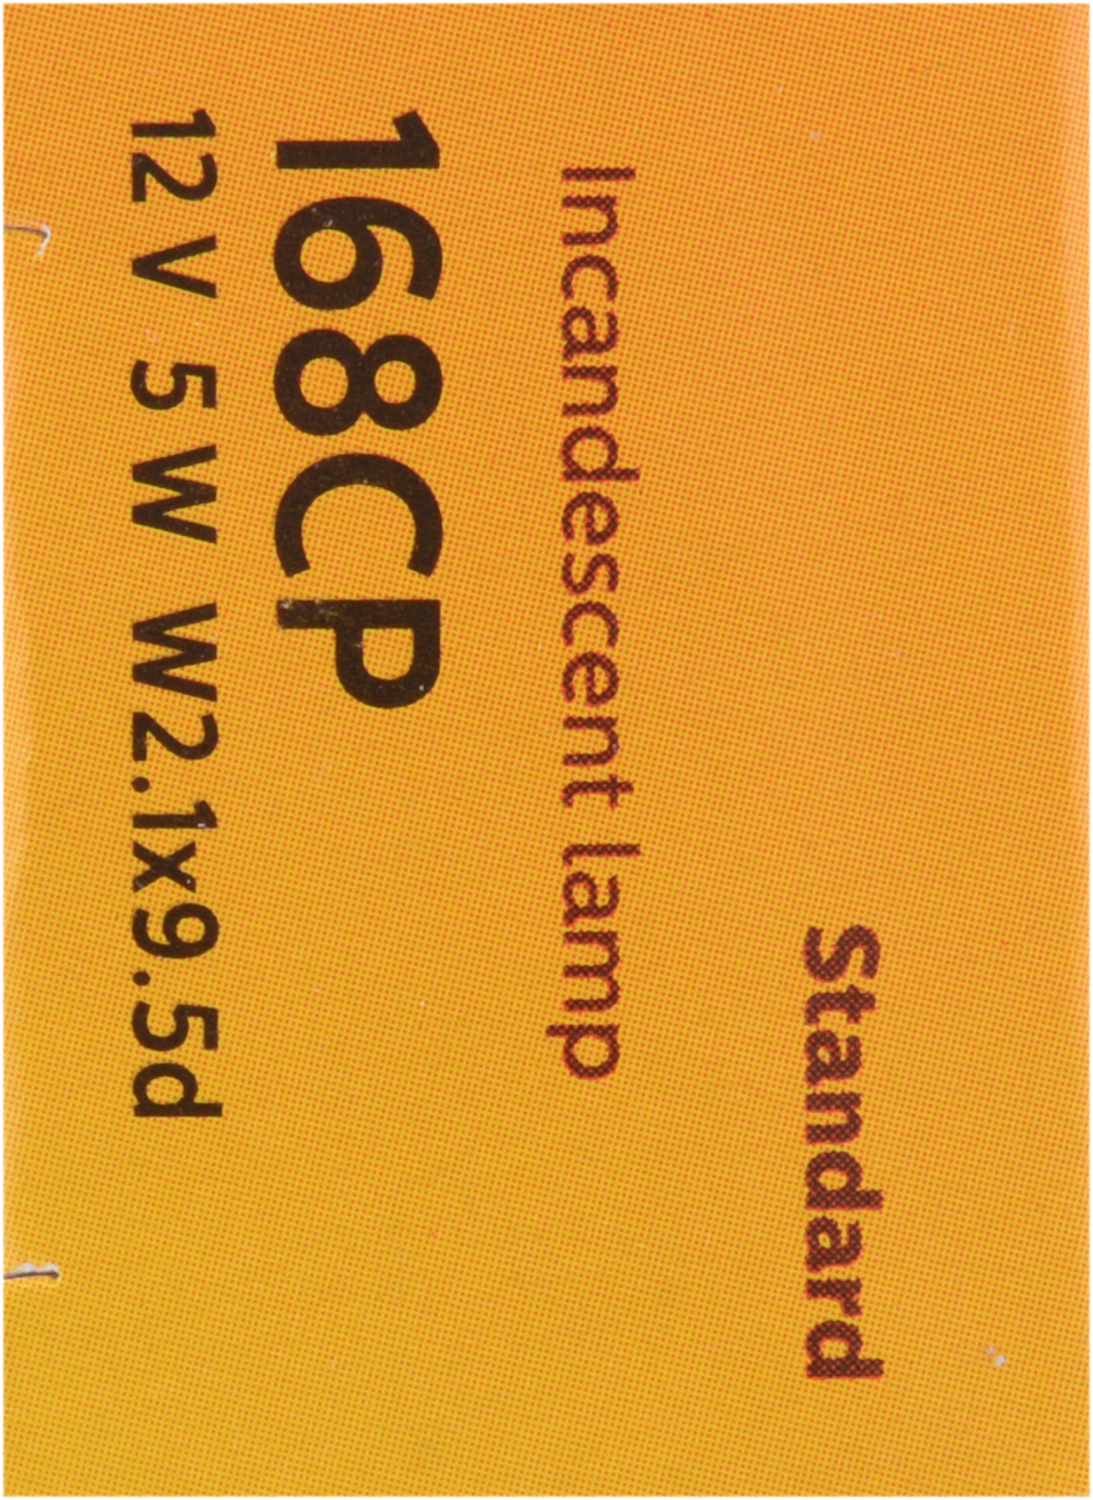 Standard
Incandescent lamp
168CP
12 V 5 W W2.1x9.5d